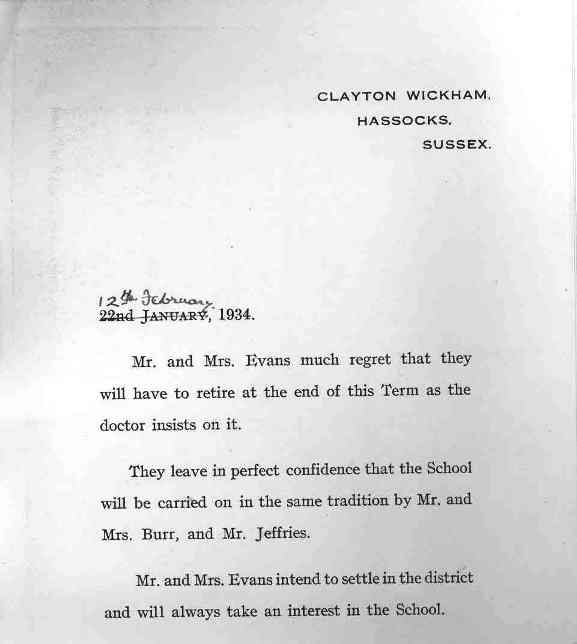 CLAYTON WICKHAM,
HASSOCKS,
SUSSEX.
12th February
22nd JANUARY, 1934.
Mr. and Mrs. Evans much regret that they
will have to retire at the end of this Term as the
doctor insists on it.
They leave in perfect confidence that the School
will be carried on in the same tradition by Mr. and
Mrs. Burr, and Mr. Jeffries.
Mr. and Mrs. Evans intend to settle in the district
and will always take an interest in the School.